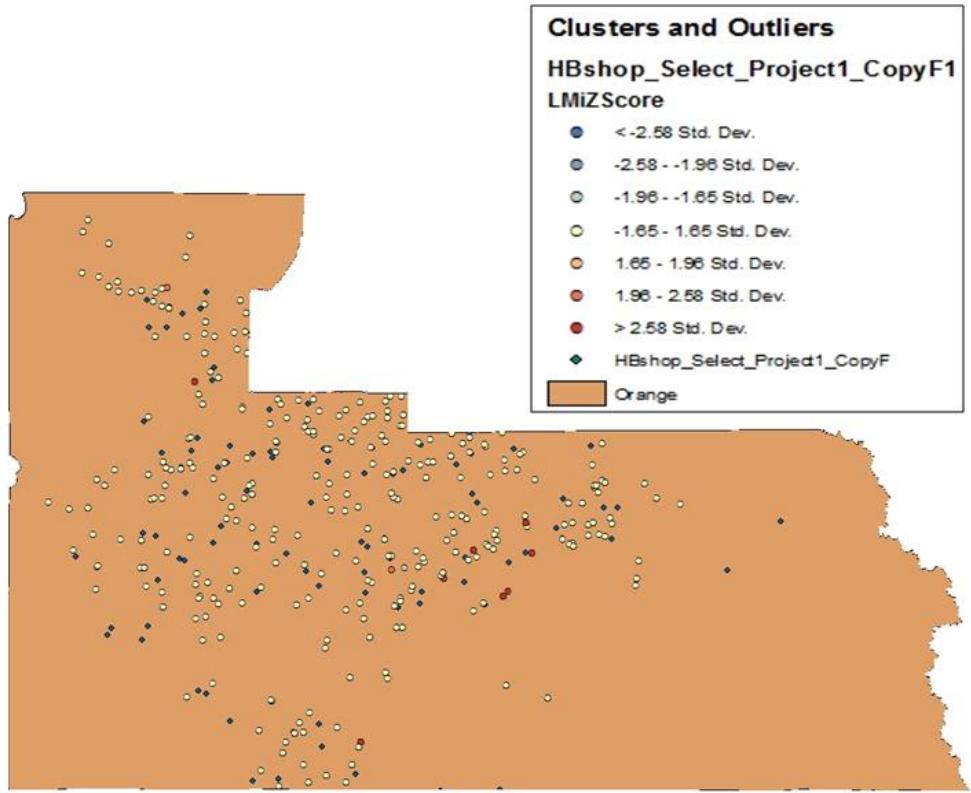 Clusters and Outliers
HBshop_Select_Project1_CopyF1
LMiZScore
< -2.58 Std. Dev.
-2.58 - -1.96 Std. Dev.
-1.96 - -1.65 Std. Dev.
-1.65 - 1.65 Std. Dev.
1.65 - 1.96 Std. Dev.
1.96 - 2.58 Std. Dev.
> 2.58 Std. Dev.
HBshop_Select_Project1_CopyF
Orange